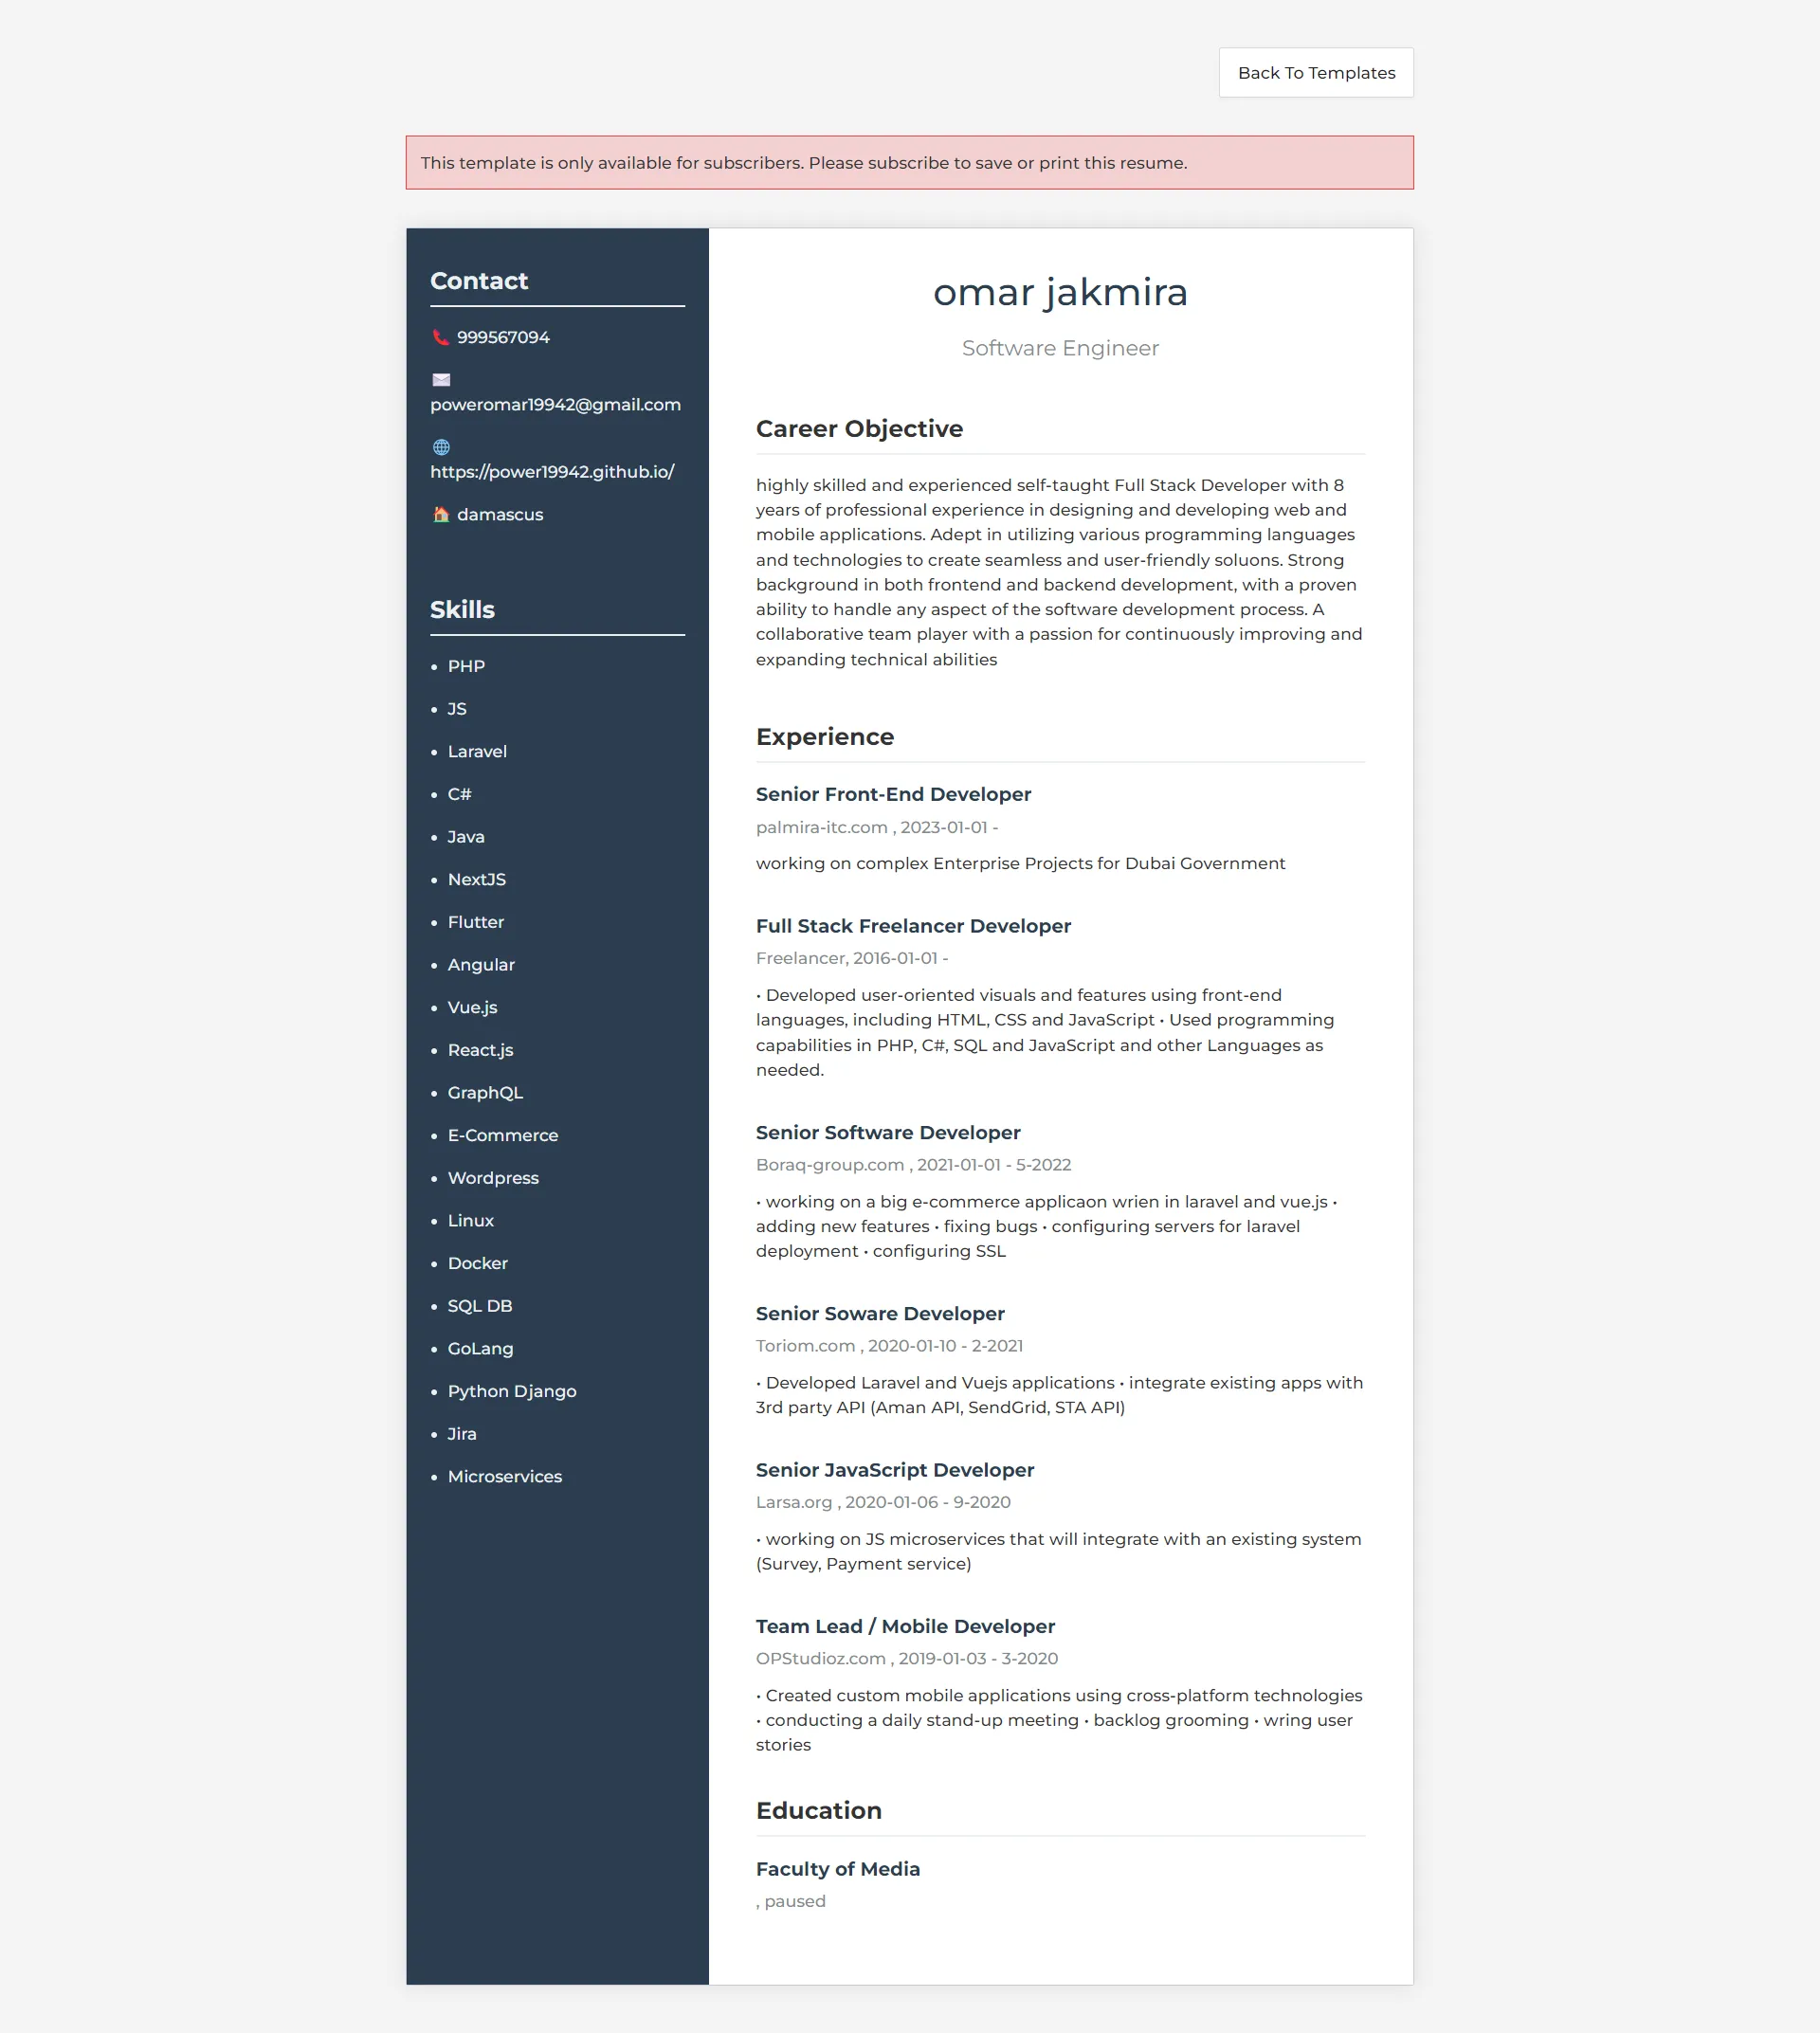 Back To Templates
This template is only available for subscribers. Please subscribe to save or print this resume.
Contact
999567094
poweromar19942@gmail.com
https://power19942.github.io/
damascus
Skills
• PHP
• JS
• Laravel
• C#
• Java
• NextJS
• Flutter
• Angular
• Vue.js
• React.js
• GraphQL
• E-Commerce
• Wordpress
• Linux
• Docker
• SQL DB
• GoLang
• Python Django
• Jira
• Microservices
omar jakmira
Software Engineer
Career Objective
highly skilled and experienced self-taught Full Stack Developer with 8
years of professional experience in designing and developing web and
mobile applications. Adept in utilizing various programming languages
and technologies to create seamless and user-friendly soluons. Strong
background in both frontend and backend development, with a proven
ability to handle any aspect of the software development process. A
collaborative team player with a passion for continuously improving and
expanding technical abilities
Experience
Senior Front-End Developer
palmira-itc.com , 2023-01-01 -
working on complex Enterprise Projects for Dubai Government
Full Stack Freelancer Developer
Freelancer, 2016-01-01 -
• Developed user-oriented visuals and features using front-end
languages, including HTML, CSS and JavaScript • Used programming
capabilities in PHP, C#, SQL and JavaScript and other Languages as
needed.
Senior Software Developer
Boraq-group.com , 2021-01-01 - 5-2022
• working on a big e-commerce applicaon wrien in laravel and vue.js •
adding new features • fixing bugs • configuring servers for laravel
deployment • configuring SSL
Senior Soware Developer
Toriom.com , 2020-01-10 - 2-2021
• Developed Laravel and Vuejs applications • integrate existing apps with
3rd party API (Aman API, SendGrid, STA API)
Senior JavaScript Developer
Larsa.org , 2020-01-06 - 9-2020
• working on JS microservices that will integrate with an existing system
(Survey, Payment service)
Team Lead / Mobile Developer
OPStudioz.com , 2019-01-03 - 3-2020
• Created custom mobile applications using cross-platform technologies
• conducting a daily stand-up meeting • backlog grooming • wring user
stories
Education
Faculty of Media
, paused